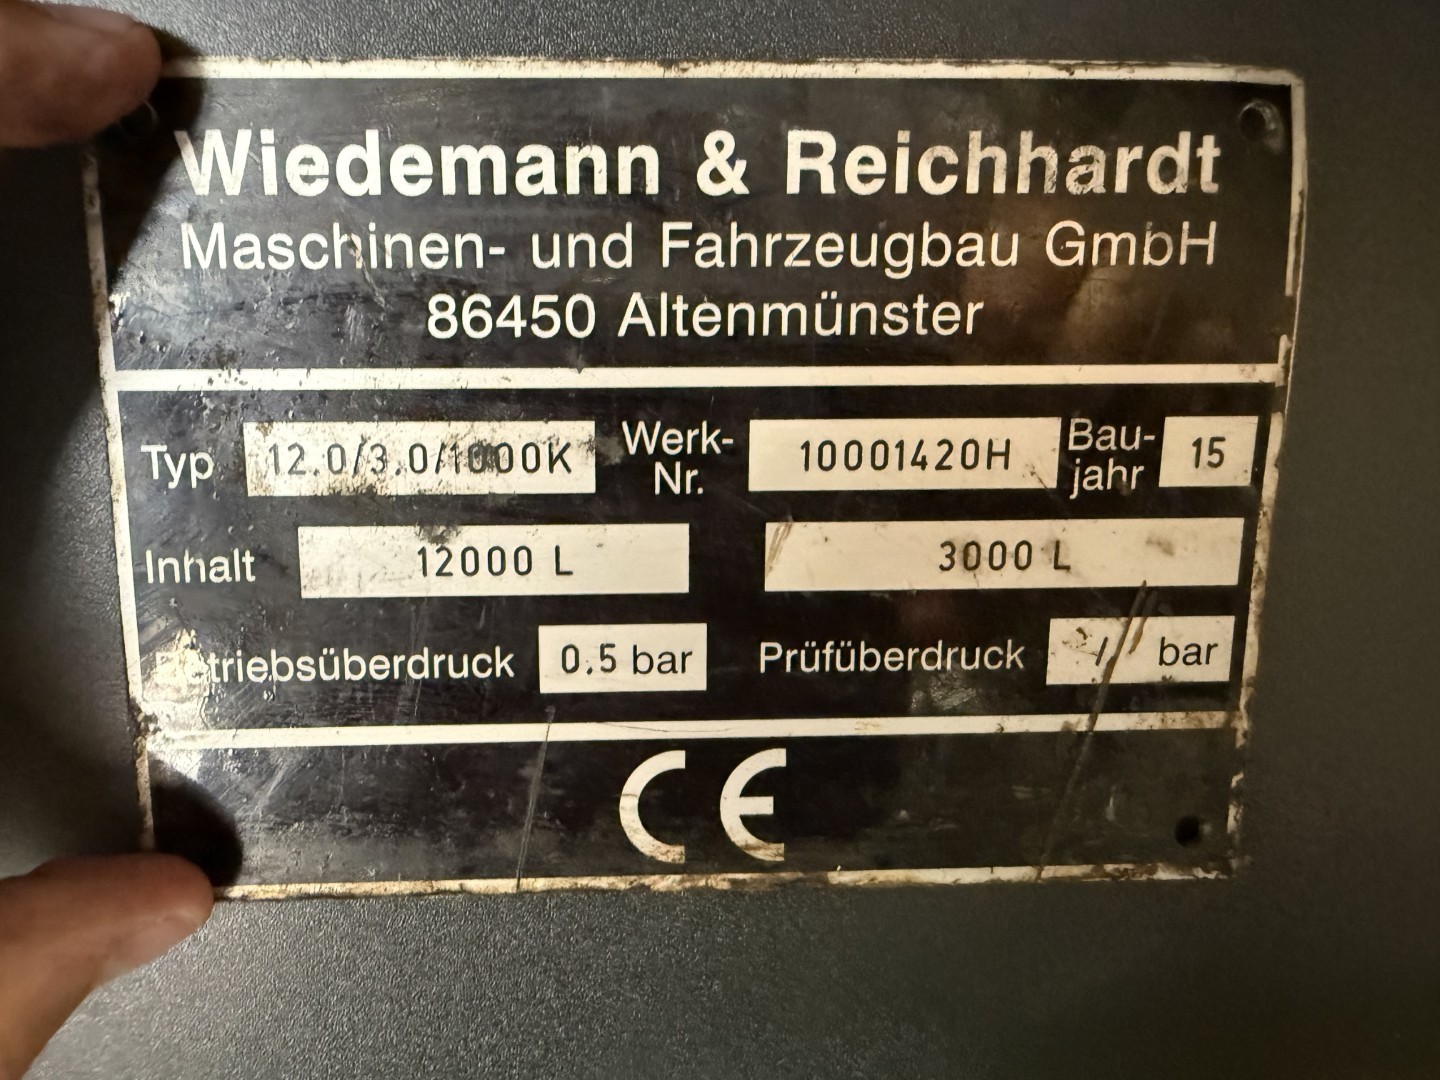 Wiedemann & Reichhardt
Maschinen- und Fahrzeugbau GmbH
86450 Altenmünster
Typ 12.0/3.0/1000K Werk-Nr. 10001420H Bau-jahr 15
Inhalt 12000 L 3000 L
Betriebsüberdruck 0.5 bar Prüfüberdruck / bar
CE